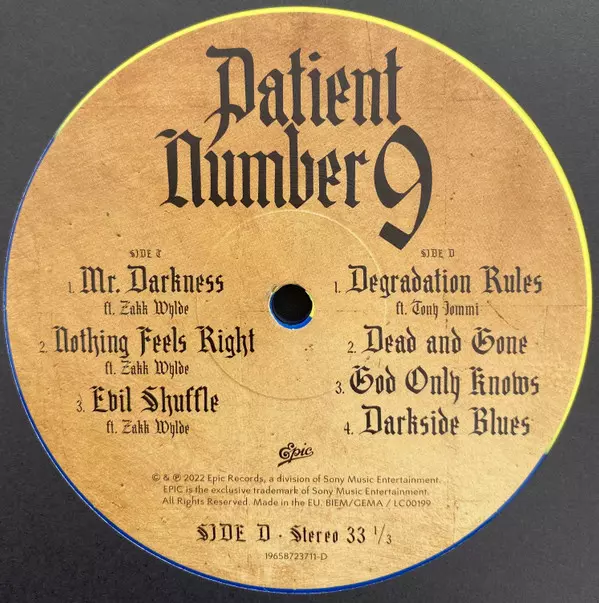 Patient
Number 9
SIDE C
1. Mr. Darkness
ft. Zakk Wylde
2. Nothing Feels Right
ft. Zakk Wylde
3. Evil Shuffle
ft. Zakk Wylde
SIDE D
1. Degradation Rules
ft. Tony Iommi
2. Dead and Gone
3. God Only Knows
4. Darkside Blues
Epic
© & ℗ 2022 Epic Records, a division of Sony Music Entertainment.
EPIC is the exclusive trademark of Sony Music Entertainment.
All Rights Reserved. Made in the EU. BIEM/GEMA / LC00199
SIDE D · Stereo 33 1/3
19658723711-D